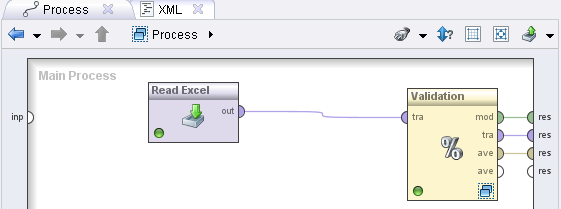 Process XML
Process
Main Process
Read Excel
Validation
inp out tra mod res
tra res
ave res
ave res